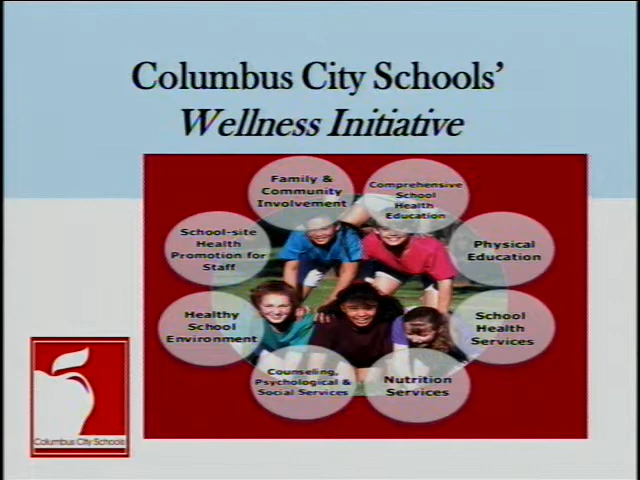 Columbus City Schools’
Wellness Initiative
Family &
Community
Involvement
Comprehensive
School
Health
Education
Physical
Education
School
Health
Services
Nutrition
Services
Counseling,
Psychological &
Social Services
Healthy
School
Environment
School-site
Health
Promotion for
Staff
Columbus City Schools